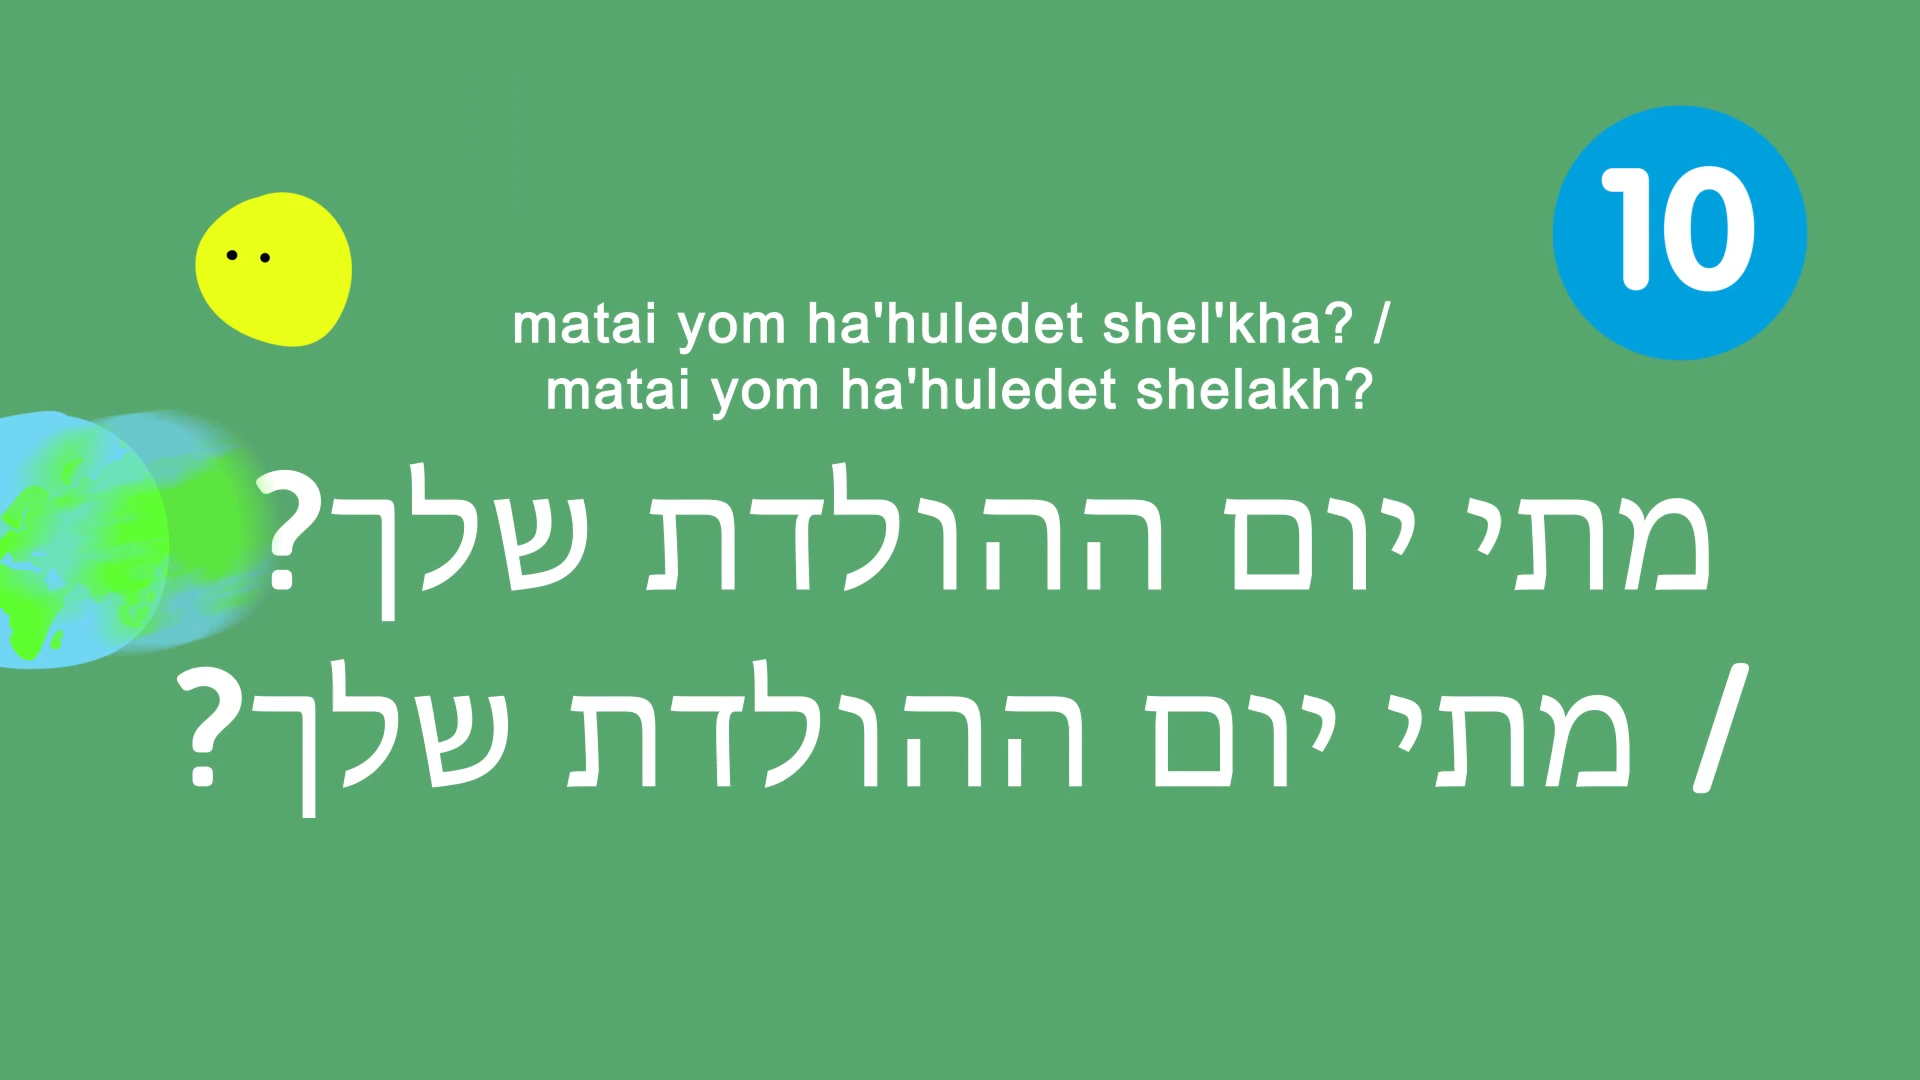 10
matai yom ha'huledet shel'kha? /
matai yom ha'huledet shelakh?
מתי יום ההולדת שלך?
/ מתי יום ההולדת שלך?